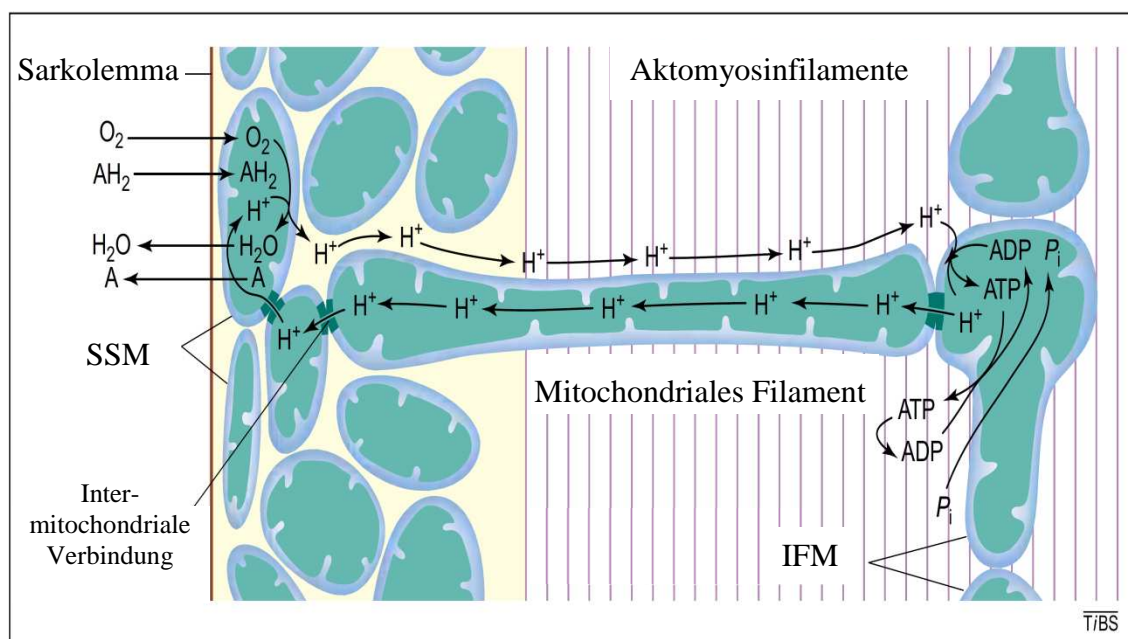 Sarkolemma
Aktomyosinfilamente
O₂ O₂
AH₂ AH₂
H⁺
H₂O H₂O
A A
H⁺ H⁺ H⁺ H⁺ H⁺ H⁺
ADP Pi
ATP
H⁺ H⁺ H⁺ H⁺ H⁺ H⁺ H⁺
SSM
Mitochondriales Filament
ATP
ADP
Pi
Inter-
mitochondriale
Verbindung
IFM
TiBS